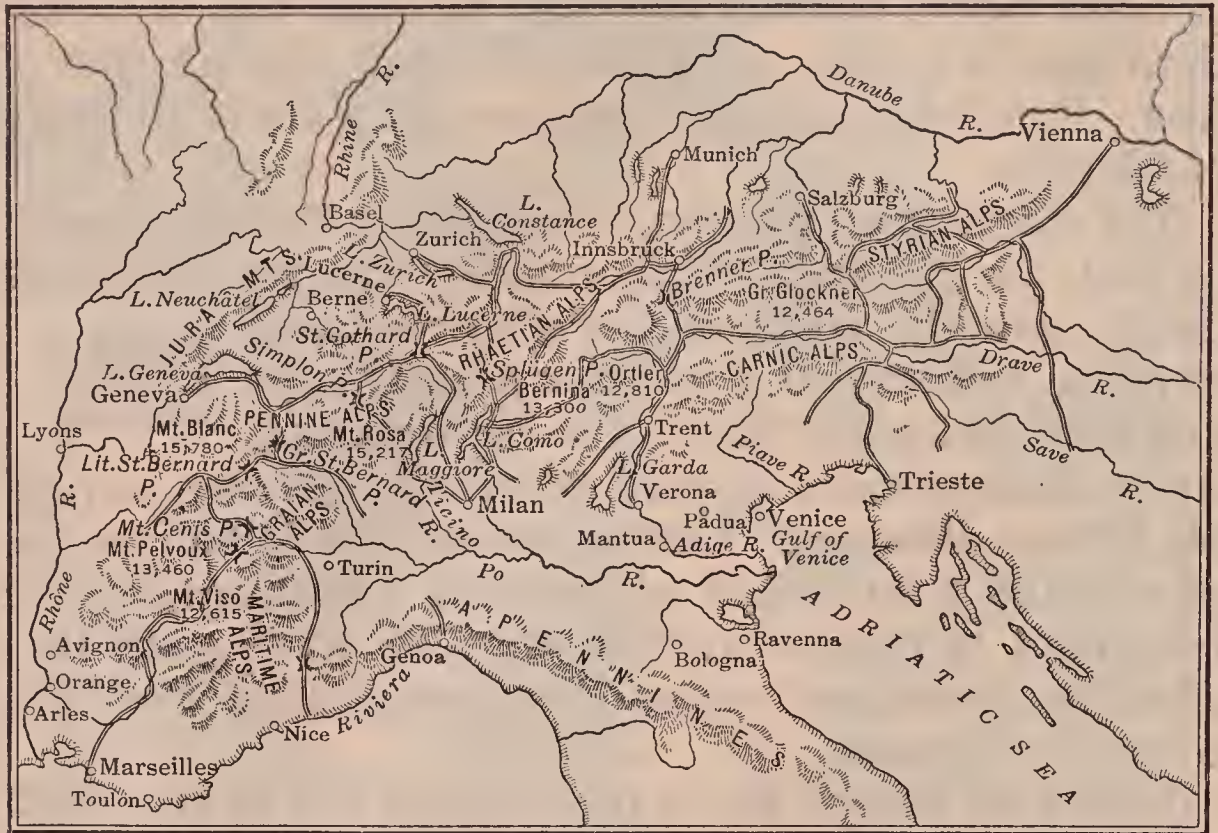 Danube
R.
Vienna
Rhine
R.
Munich
Salzburg
Basel
L.
Constance
Zurich
L. Zurich
Innsbruck
STYRIAN ALPS
JURA MTS.
Lucerne
L. Neuchâtel
Berne
L. Lucerne
St. Gothard
P.
RHAETIAN ALPS
Brenner P.
Gr. Glockner
12,464
Simplon P.
L. Geneva
Geneva
Splugen P.
Bernina
13,300
Ortler
12,810
CARNIC ALPS
Drave
R.
PENNINE ALPS
Mt. Blanc
15,780
Mt. Rosa
15,217
Lyons
L. Como
L.
Maggiore
Trent
Piave R.
Save
R.
Lit. St. Bernard
P.
Gr. St. Bernard
P.
L. Garda
Verona
Trieste
R.
Ticino
R.
Milan
Padua
Venice
Gulf of
Venice
Mantua
Adige R.
GRAIAN
ALPS
Mt. Cenis P.
Mt. Pelvoux
13,460
Turin
Po
R.
Rhône
Mt. Viso
12,615
MARITIME
ALPS
APENNINES
ADRIATIC SEA
Avignon
Genoa
Bologna
Ravenna
Orange
Arles
Nice
Riviera
Marseilles
Toulon